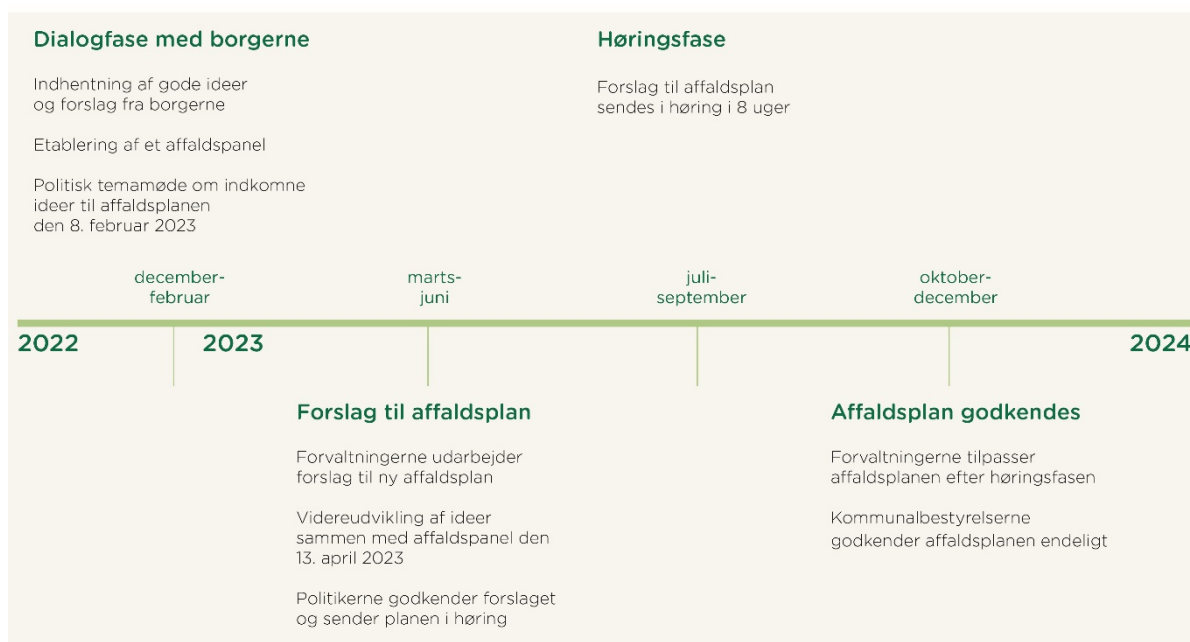 Dialogfase med borgerne
Indhentning af gode ideer
og forslag fra borgerne
Etablering af et affaldspanel
Politisk temamøde om indkomne
ideer til affaldsplanen
den 8. februar 2023
Høringsfase
Forslag til affaldsplan
sendes i høring i 8 uger
december-
februar
marts-
juni
juli-
september
oktober-
december
2022
2023
2024
Forslag til affaldsplan
Forvaltningerne udarbejder
forslag til ny affaldsplan
Videreudvikling af ideer
sammen med affaldspanel den
13. april 2023
Politikerne godkender forslaget
og sender planen i høring
Affaldsplan godkendes
Forvaltningerne tilpasser
affaldsplanen efter høringsfasen
Kommunalbestyrelserne
godkender affaldsplanen endeligt